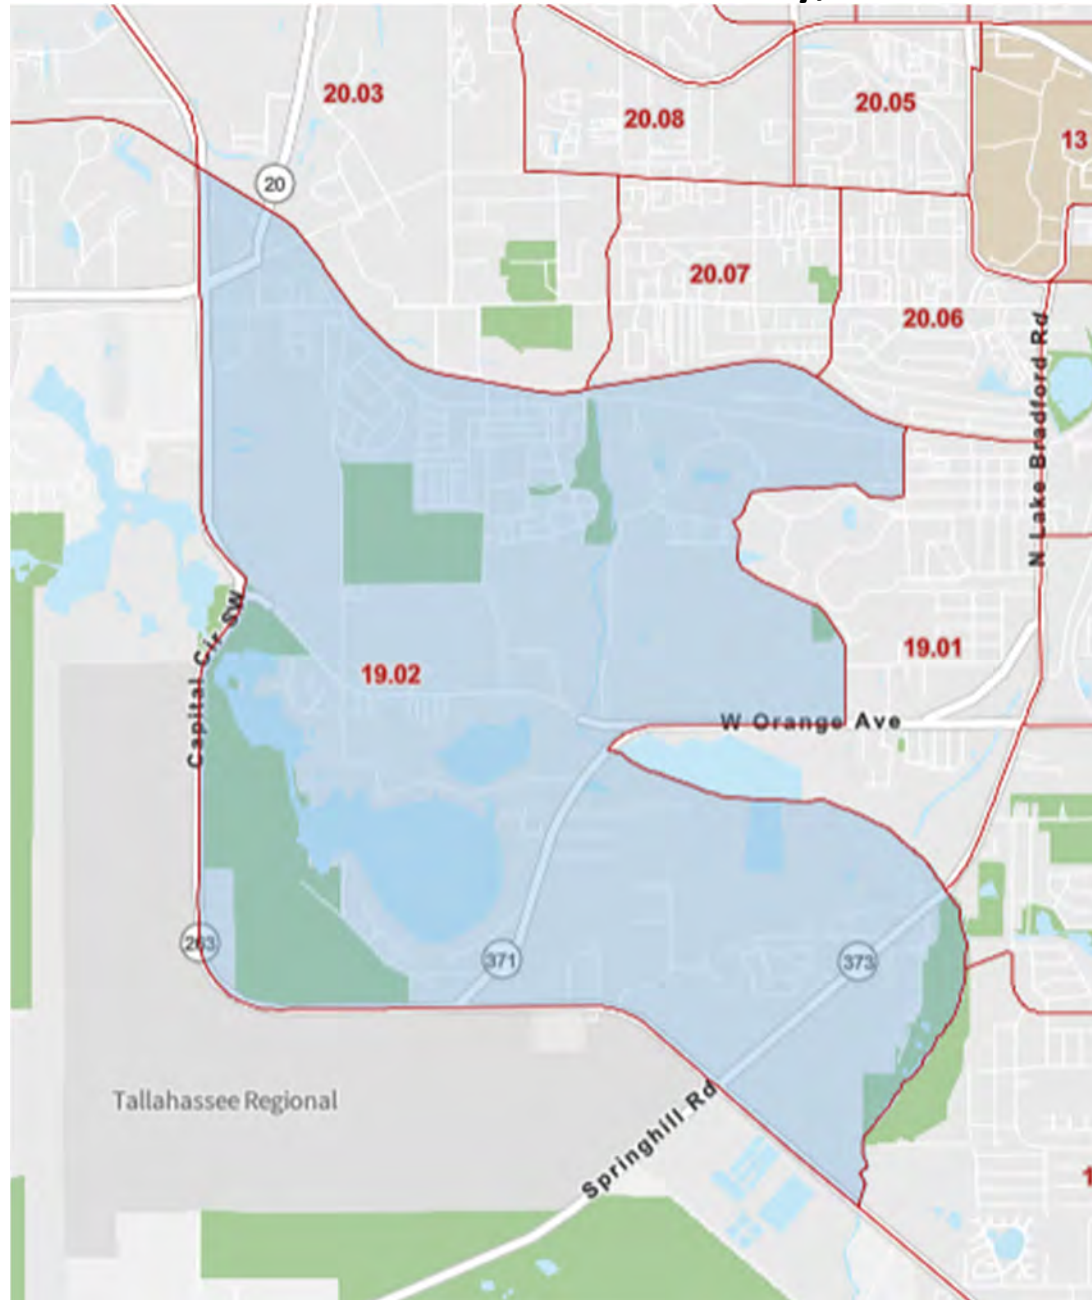 20.03
20.08
20.05
13
20
20.07
20.06
N Lake Bradford Rd
Capital Cir SW
19.02
19.01
W Orange Ave
263
371
373
Tallahassee Regional
Springhill Rd